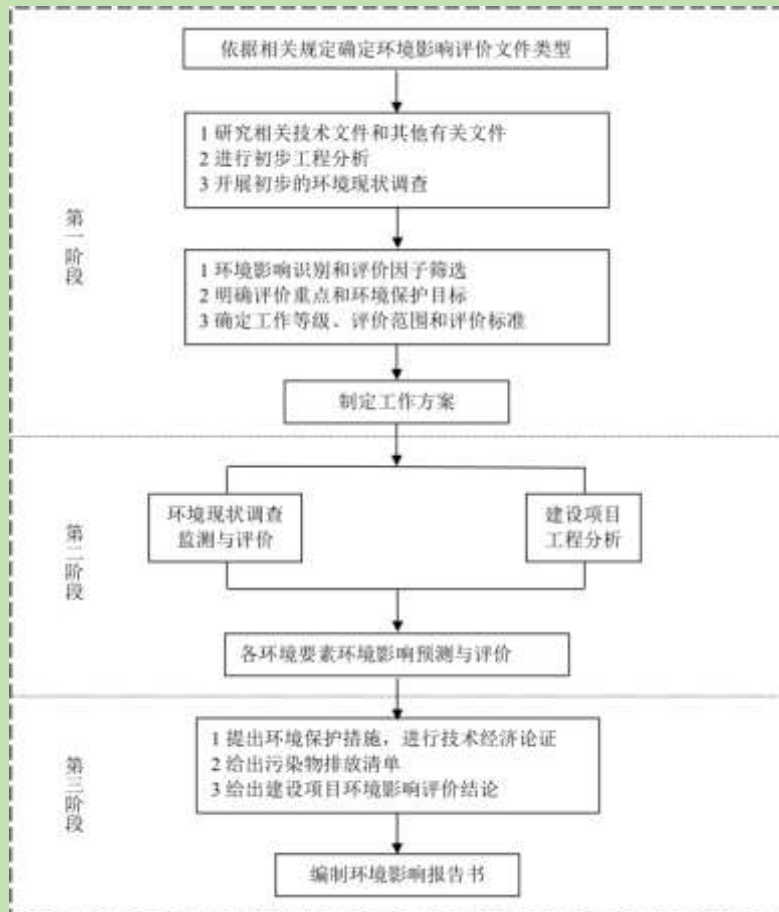 依据相关规定确定环境影响评价文件类型
1 研究相关技术文件和其他有关文件
2 进行初步工程分析
3 开展初步的环境现状调查
第一阶段
1 环境影响识别和评价因子筛选
2 明确评价重点和环境保护目标
3 确定工作等级、评价范围和评价标准
制定工作方案
第二阶段
环境现状调查
监测与评价
建设项目
工程分析
各环境要素环境影响预测与评价
第三阶段
1 提出环境保护措施，进行技术经济论证
2 给出污染物排放清单
3 给出建设项目环境影响评价结论
编制环境影响报告书